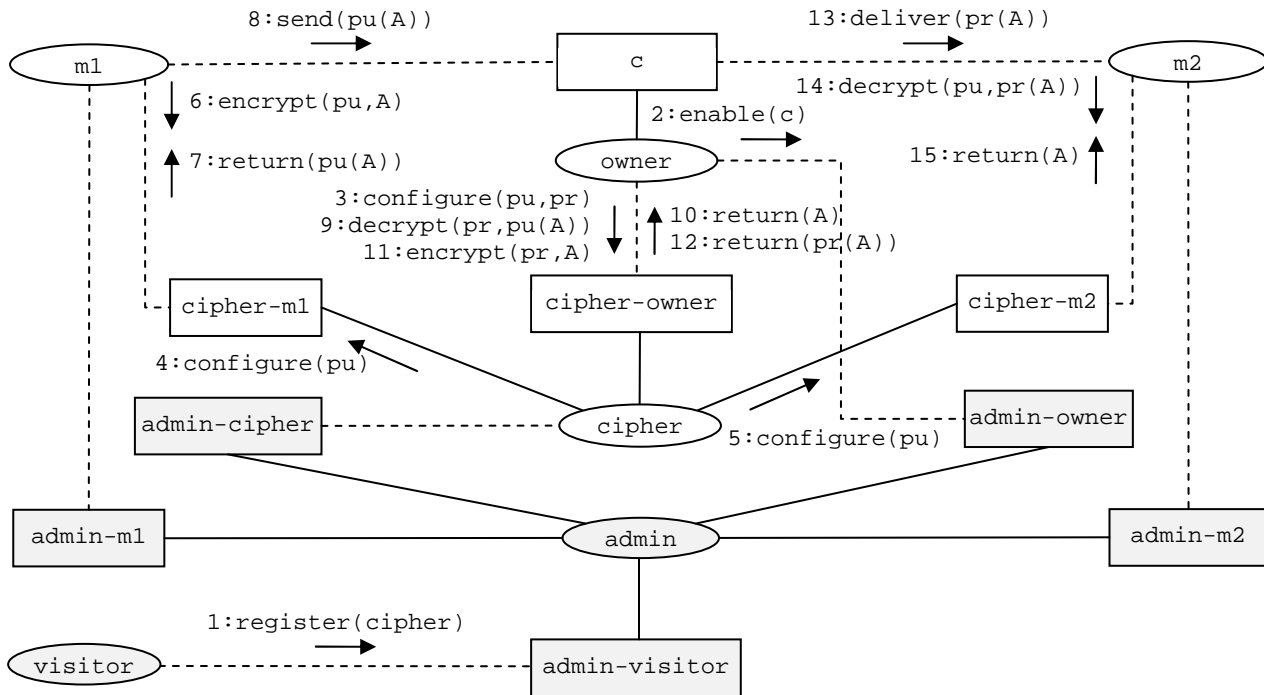 8:send(pu(A))
13:deliver(pr(A))
m1
c
m2
6:encrypt(pu,A)
14:decrypt(pu,pr(A))
2:enable(c)
7:return(pu(A))
owner
15:return(A)
3:configure(pu,pr)
9:decrypt(pr,pu(A))
11:encrypt(pr,A)
10:return(A)
12:return(pr(A))
cipher-m1
cipher-owner
cipher-m2
4:configure(pu)
admin-cipher
cipher
admin-owner
5:configure(pu)
admin-m1
admin
admin-m2
1:register(cipher)
visitor
admin-visitor